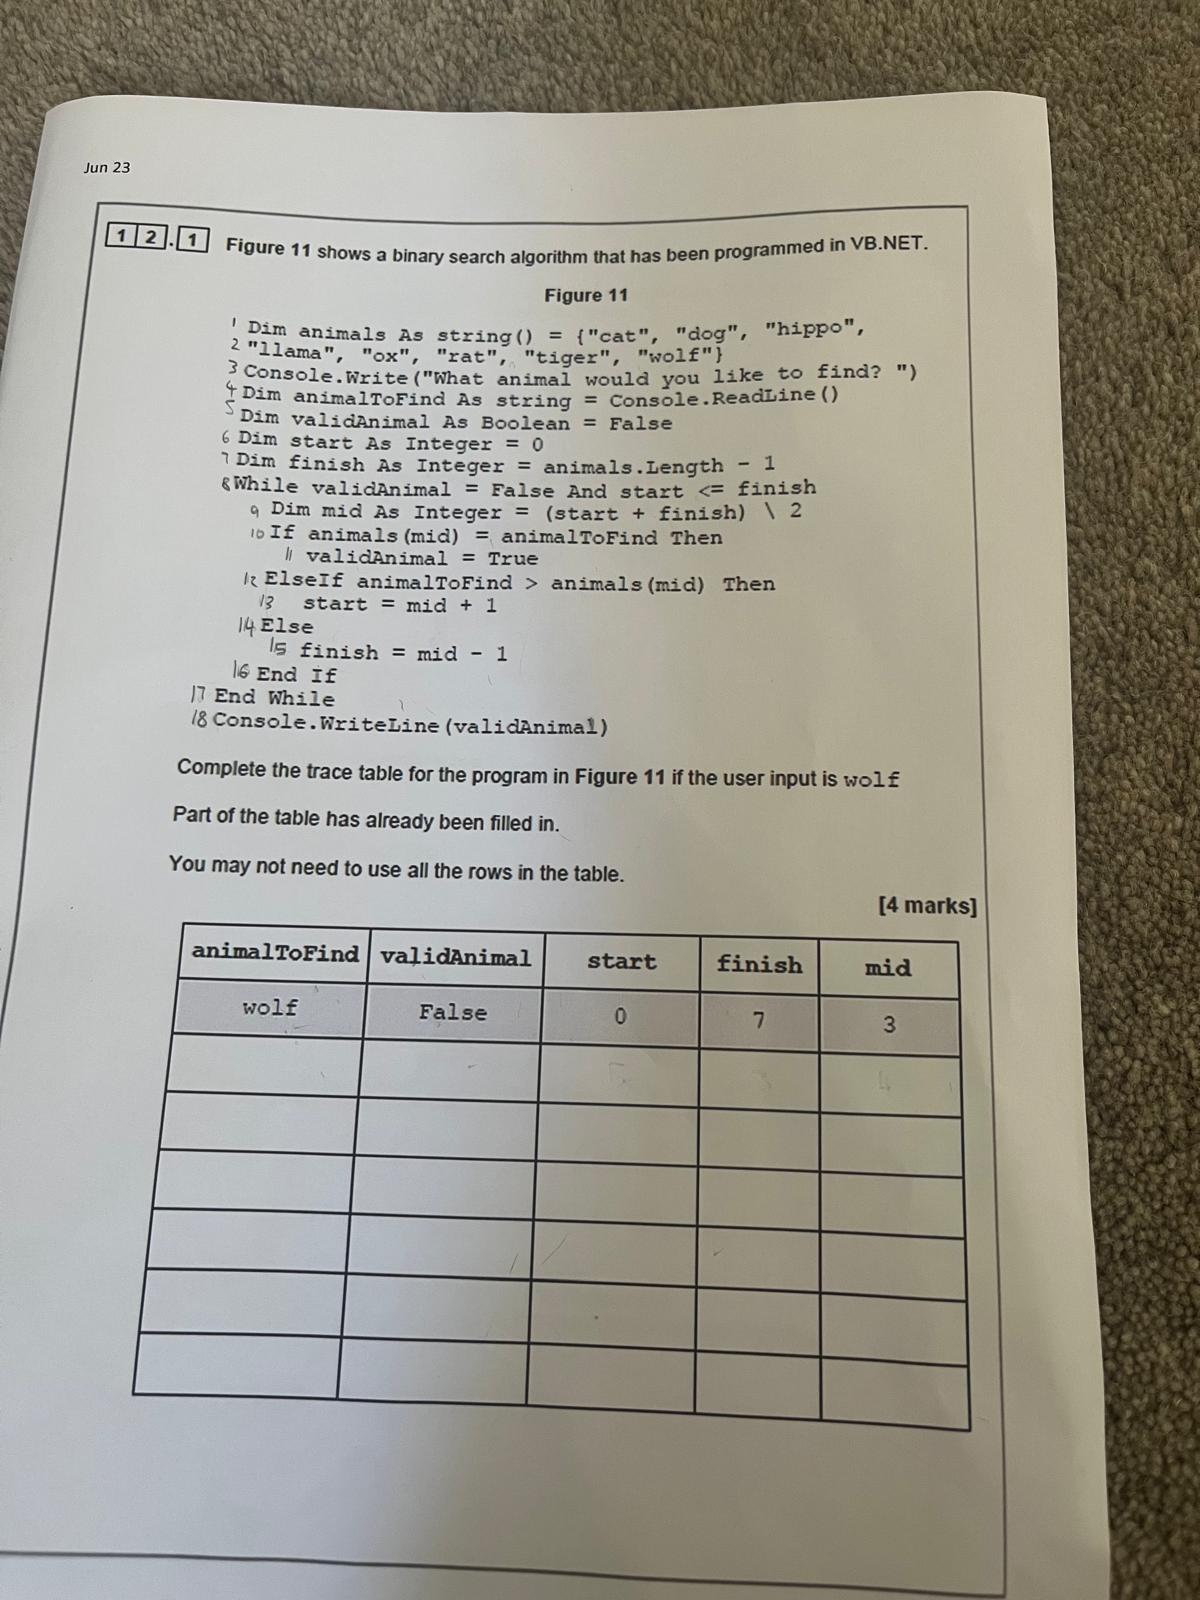 Jun 23
12.1 Figure 11 shows a binary search algorithm that has been programmed in VB.NET.
Figure 11
1 Dim animals As string() = {"cat", "dog", "hippo",
2 "llama", "ox", "rat", "tiger", "wolf"}
3 Console.Write("What animal would you like to find? ")
4 Dim animalToFind As string = Console.ReadLine()
5 Dim validAnimal As Boolean = False
6 Dim start As Integer = 0
7 Dim finish As Integer = animals.Length - 1
8 While validAnimal = False And start <= finish
9 Dim mid As Integer = (start + finish) \ 2
10 If animals(mid) = animalToFind Then
11 validAnimal = True
12 ElseIf animalToFind > animals(mid) Then
13 start = mid + 1
14 Else
15 finish = mid - 1
16 End If
17 End While
18 Console.WriteLine(validAnimal)
Complete the trace table for the program in Figure 11 if the user input is wolf
Part of the table has already been filled in.
You may not need to use all the rows in the table.
[4 marks]
animalToFind validAnimal start finish mid
wolf False 0 7 3